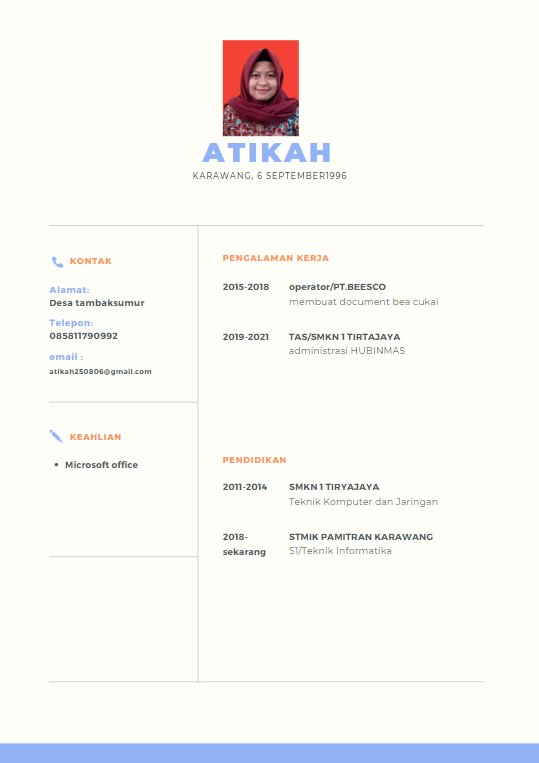 ATIKAH
KARAWANG, 6 SEPTEMBER1996
KONTAK
Alamat:
Desa tambaksumur
Telepon:
085811790992
email :
atikah250806@gmail.com
KEAHLIAN
• Microsoft office
PENGALAMAN KERJA
2015-2018 operator/PT.BEESCO
membuat document bea cukai
2019-2021 TAS/SMKN 1 TIRTAJAYA
administrasi HUBINMAS
PENDIDIKAN
2011-2014 SMKN 1 TIRYAJAYA
Teknik Komputer dan Jaringan
2018- STMIK PAMITRAN KARAWANG
sekarang S1/Teknik Informatika